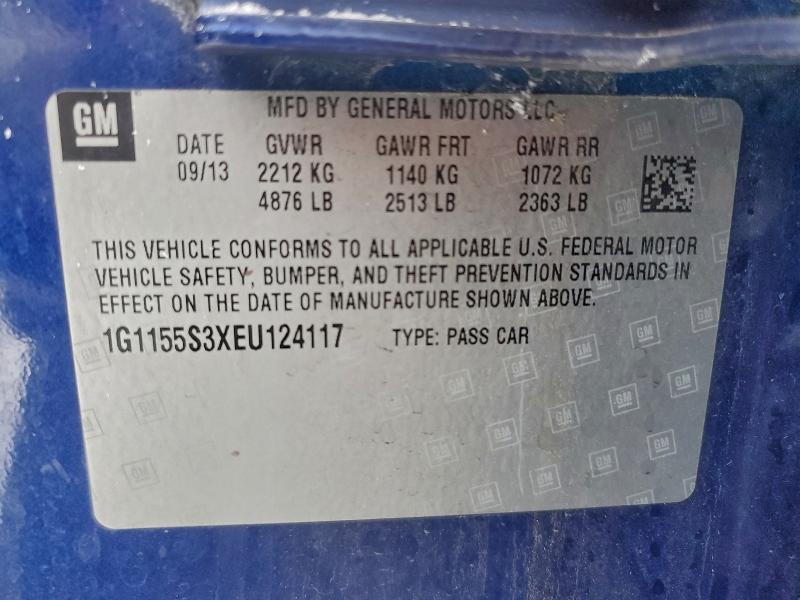 GM
MFD BY GENERAL MOTORS LLC
DATE GVWR GAWR FRT GAWR RR
09/13 2212 KG 1140 KG 1072 KG
4876 LB 2513 LB 2363 LB
THIS VEHICLE CONFORMS TO ALL APPLICABLE U.S. FEDERAL MOTOR
VEHICLE SAFETY, BUMPER, AND THEFT PREVENTION STANDARDS IN
EFFECT ON THE DATE OF MANUFACTURE SHOWN ABOVE.
1G1155S3XEU124117 TYPE: PASS CAR